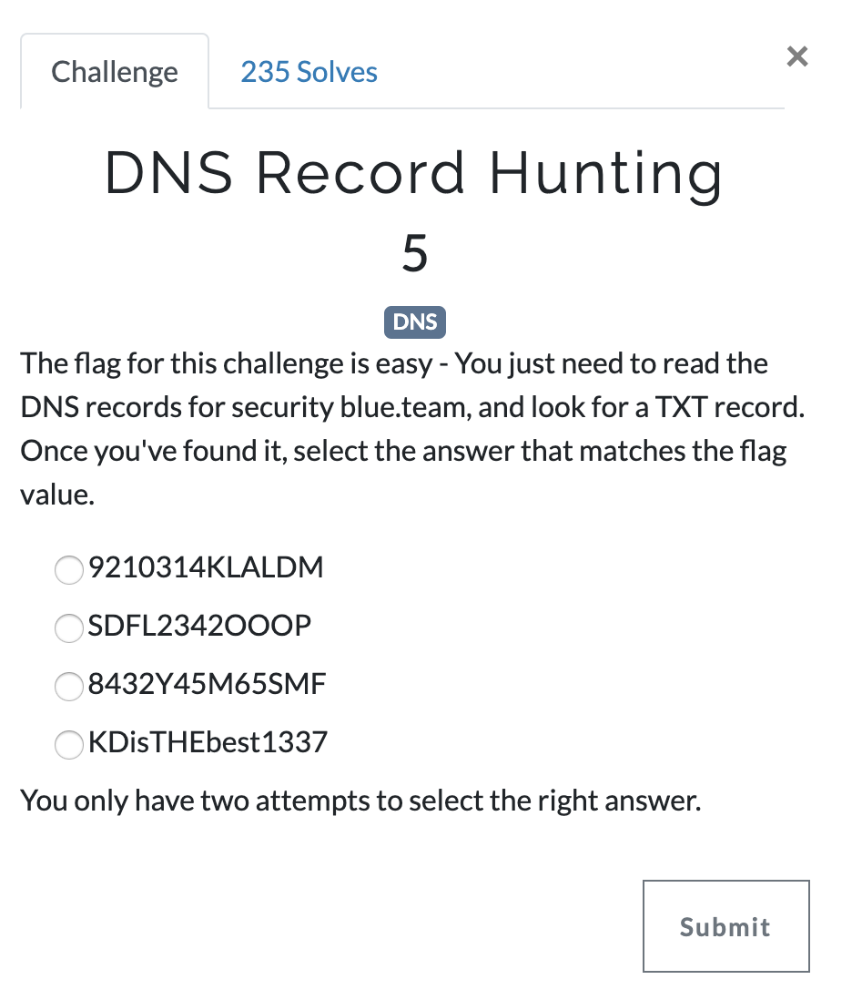 Challenge
235 Solves
×
DNS Record Hunting
5
DNS
The flag for this challenge is easy - You just need to read the
DNS records for security blue.team, and look for a TXT record.
Once you've found it, select the answer that matches the flag
value.
9210314KLALDM
SDFL2342OOOP
8432Y45M65SMF
KDisTHEbest1337
You only have two attempts to select the right answer.
Submit